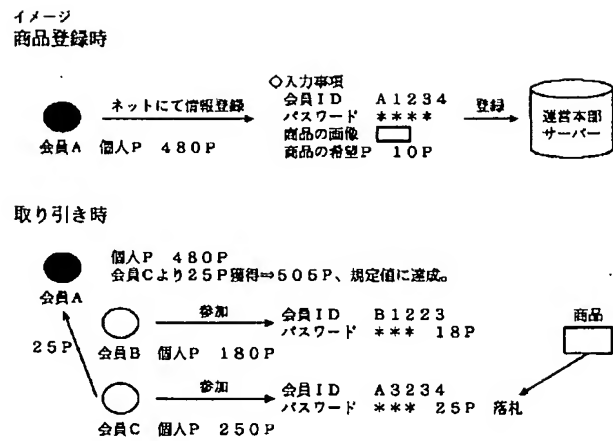 イメージ
商品登録時
ネットにて情報登録
◇入力事項
会員ID A1234
パスワード ****
商品の画像
商品の希望P 10P
登録
運営本部
サーバー
会員A 個人P 480P
取り引き時
個人P 480P
会員Cより25P獲得⇒505P、規定値に達成。
会員A
25P
参加
会員ID B1223
パスワード *** 18P
会員B 個人P 180P
商品
参加
会員ID A3234
パスワード *** 25P 落札
会員C 個人P 250P